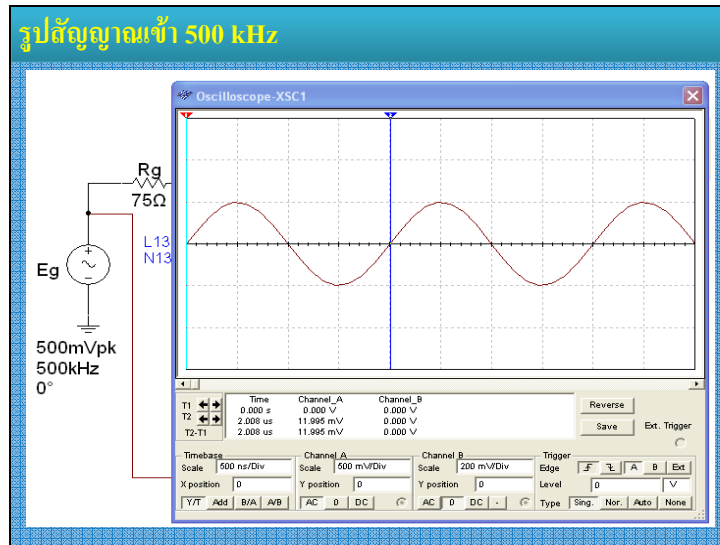 รูปสัญญาณเข้า 500 kHz
Oscilloscope-XSC1
1
2
Rg
75Ω
L13
N13
Eg
500mVpk
500kHz
0°
Time Channel_A Channel_B
T1 0.000 s 0.000 V 0.000 V
T2 2.008 us 11.995 mV 0.000 V
T2-T1 2.008 us 11.995 mV 0.000 V
Reverse
Save
Ext. Trigger
Timebase
Scale 500 ns/Div
X position 0
Y/T Add B/A A/B
Channel A
Scale 500 mV/Div
Y position 0
AC 0 DC
Channel B
Scale 200 mV/Div
Y position 0
AC 0 DC -
Trigger
Edge A B Ext
Level 0 V
Type Sing. Nor. Auto None